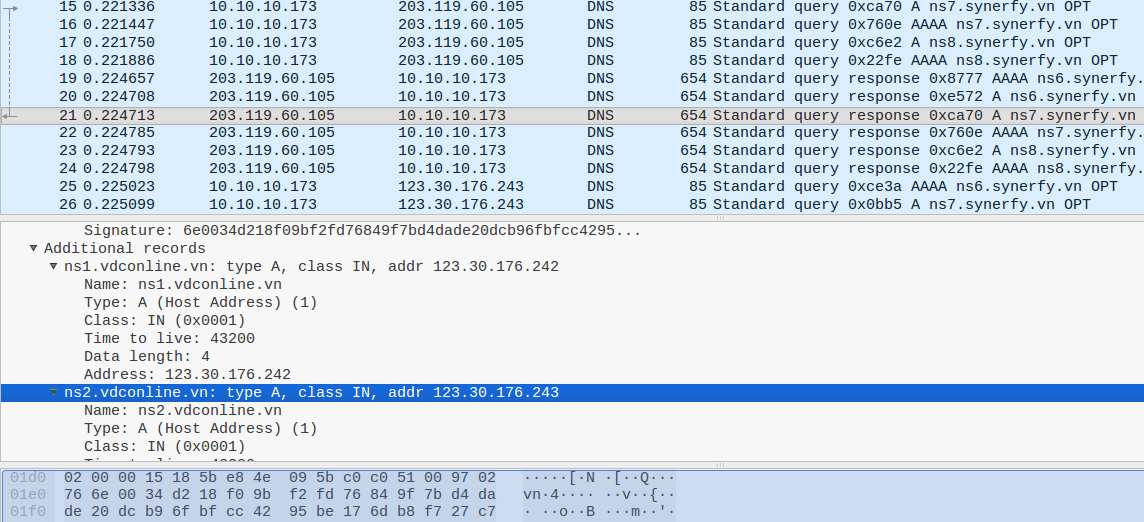 15 0.221336 10.10.10.173 203.119.60.105 DNS 85 Standard query 0xca70 A ns7.synerfy.vn OPT
16 0.221447 10.10.10.173 203.119.60.105 DNS 85 Standard query 0x760e AAAA ns7.synerfy.vn OPT
17 0.221750 10.10.10.173 203.119.60.105 DNS 85 Standard query 0xc6e2 A ns8.synerfy.vn OPT
18 0.221886 10.10.10.173 203.119.60.105 DNS 85 Standard query 0x22fe AAAA ns8.synerfy.vn OPT
19 0.224657 203.119.60.105 10.10.10.173 DNS 654 Standard query response 0x8777 AAAA ns6.synerfy.
20 0.224708 203.119.60.105 10.10.10.173 DNS 654 Standard query response 0xe572 A ns6.synerfy.vn
21 0.224713 203.119.60.105 10.10.10.173 DNS 654 Standard query response 0xca70 A ns7.synerfy.vn
22 0.224785 203.119.60.105 10.10.10.173 DNS 654 Standard query response 0x760e AAAA ns7.synerfy.
23 0.224793 203.119.60.105 10.10.10.173 DNS 654 Standard query response 0xc6e2 A ns8.synerfy.vn
24 0.224798 203.119.60.105 10.10.10.173 DNS 654 Standard query response 0x22fe AAAA ns8.synerfy.
25 0.225023 10.10.10.173 123.30.176.243 DNS 85 Standard query 0xce3a AAAA ns6.synerfy.vn OPT
26 0.225099 10.10.10.173 123.30.176.243 DNS 85 Standard query 0x0bb5 A ns7.synerfy.vn OPT
Signature: 6e0034d218f09bf2fd76849f7bd4dade20dcb96fbfcc4295...
Additional records
ns1.vdconline.vn: type A, class IN, addr 123.30.176.242
Name: ns1.vdconline.vn
Type: A (Host Address) (1)
Class: IN (0x0001)
Time to live: 43200
Data length: 4
Address: 123.30.176.242
ns2.vdconline.vn: type A, class IN, addr 123.30.176.243
Name: ns2.vdconline.vn
Type: A (Host Address) (1)
Class: IN (0x0001)
01d0 02 00 00 15 18 5b e8 4e 09 5b c0 c0 51 00 97 02 ·····[·N ·[··Q···
01e0 76 6e 00 34 d2 18 f0 9b f2 fd 76 84 9f 7b d4 da vn·4···· ··v··{··
01f0 de 20 dc b9 6f bf cc 42 95 be 17 6d b8 f7 27 c7 · ··o··B ···m··'·